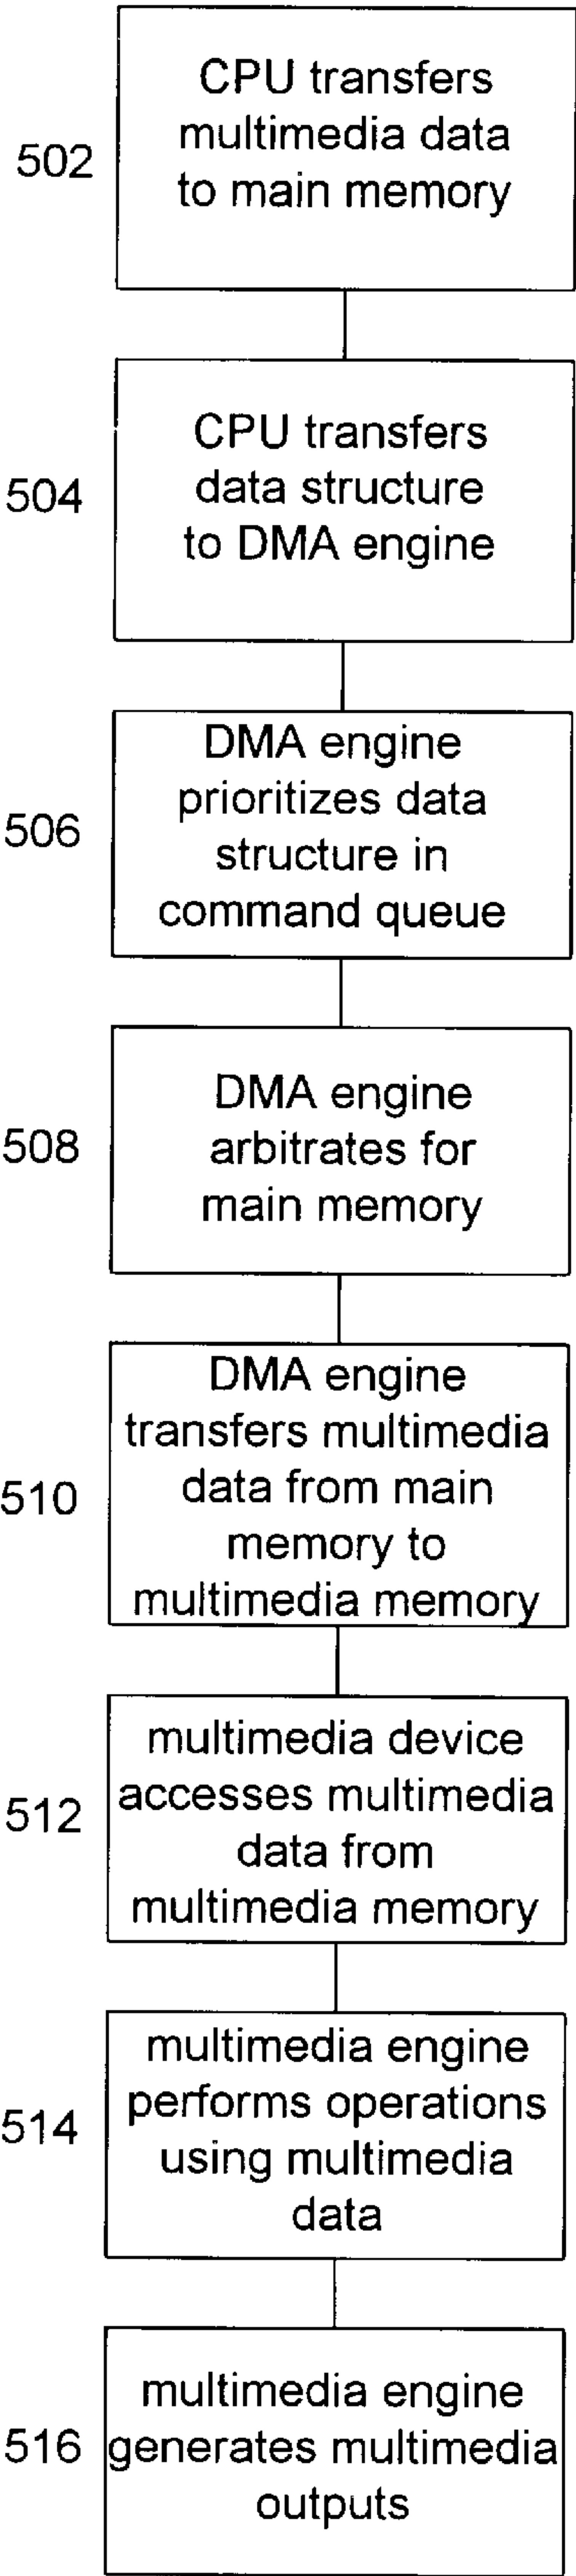 CPU transfers
multimedia data
to main memory
502
CPU transfers
data structure
to DMA engine
504
DMA engine
prioritizes data
structure in
command queue
506
DMA engine
arbitrates for
main memory
508
DMA engine
transfers multimedia
data from main
memory to
multimedia memory
510
multimedia device
accesses multimedia
data from
multimedia memory
512
multimedia engine
performs operations
using multimedia
data
514
multimedia engine
generates multimedia
outputs
516